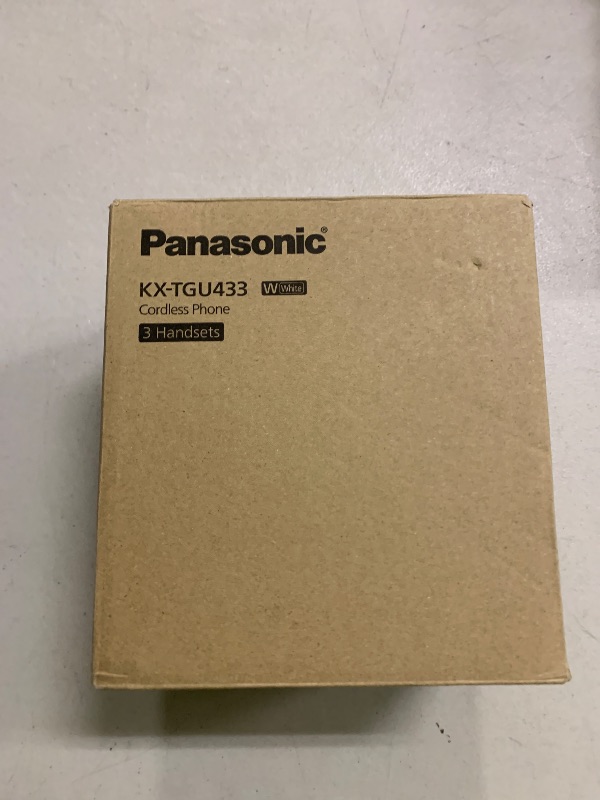 Panasonic®
KX-TGU433 W White
Cordless Phone
3 Handsets